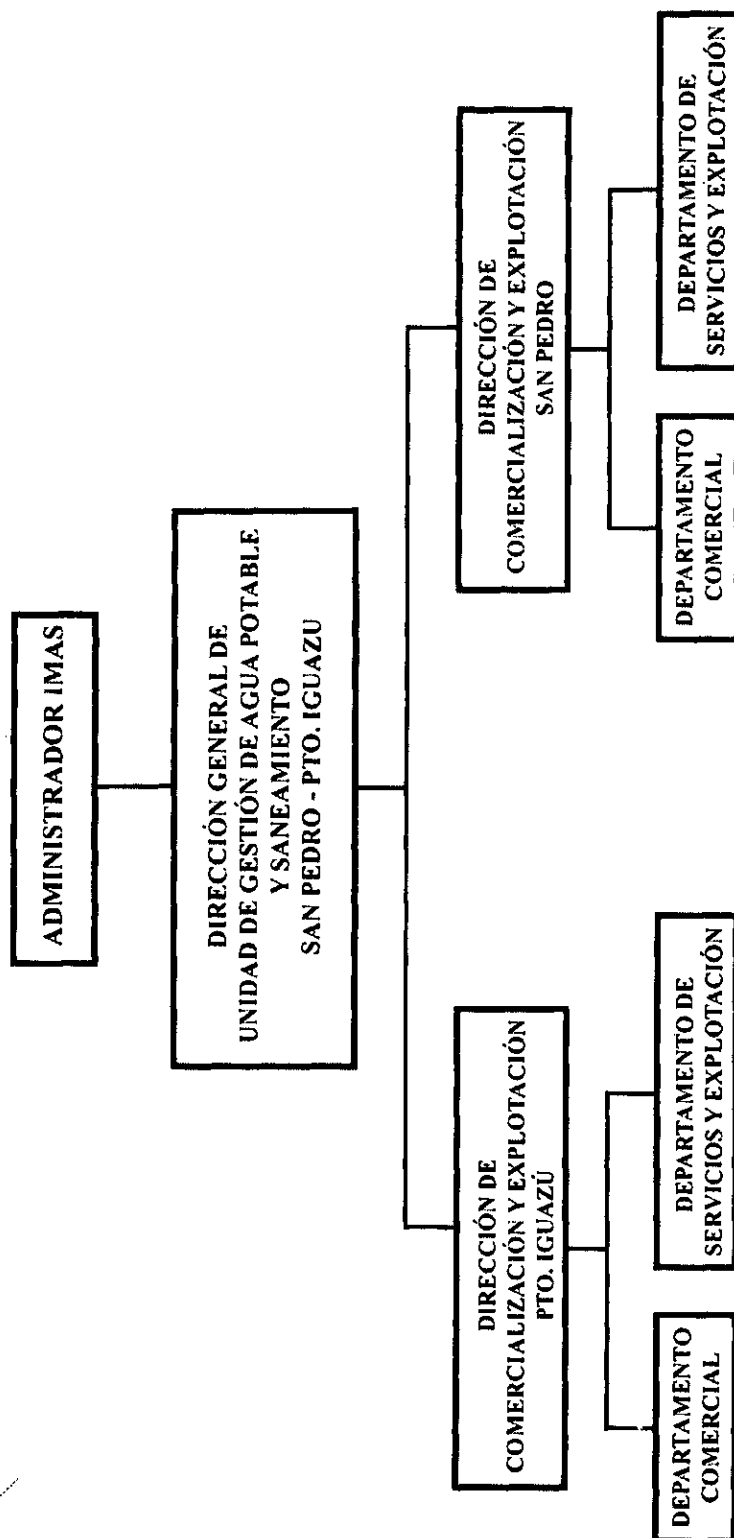 ADMINISTRADOR IMAS
DIRECCIÓN GENERAL DE
UNIDAD DE GESTIÓN DE AGUA POTABLE
Y SANEAMIENTO
SAN PEDRO - PTO. IGUAZU
DIRECCIÓN DE
COMERCIALIZACIÓN Y EXPLOTACIÓN
PTO. IGUAZÚ
DIRECCIÓN DE
COMERCIALIZACIÓN Y EXPLOTACIÓN
SAN PEDRO
DEPARTAMENTO
COMERCIAL
DEPARTAMENTO DE
SERVICIOS Y EXPLOTACIÓN
DEPARTAMENTO
COMERCIAL
DEPARTAMENTO DE
SERVICIOS Y EXPLOTACIÓN